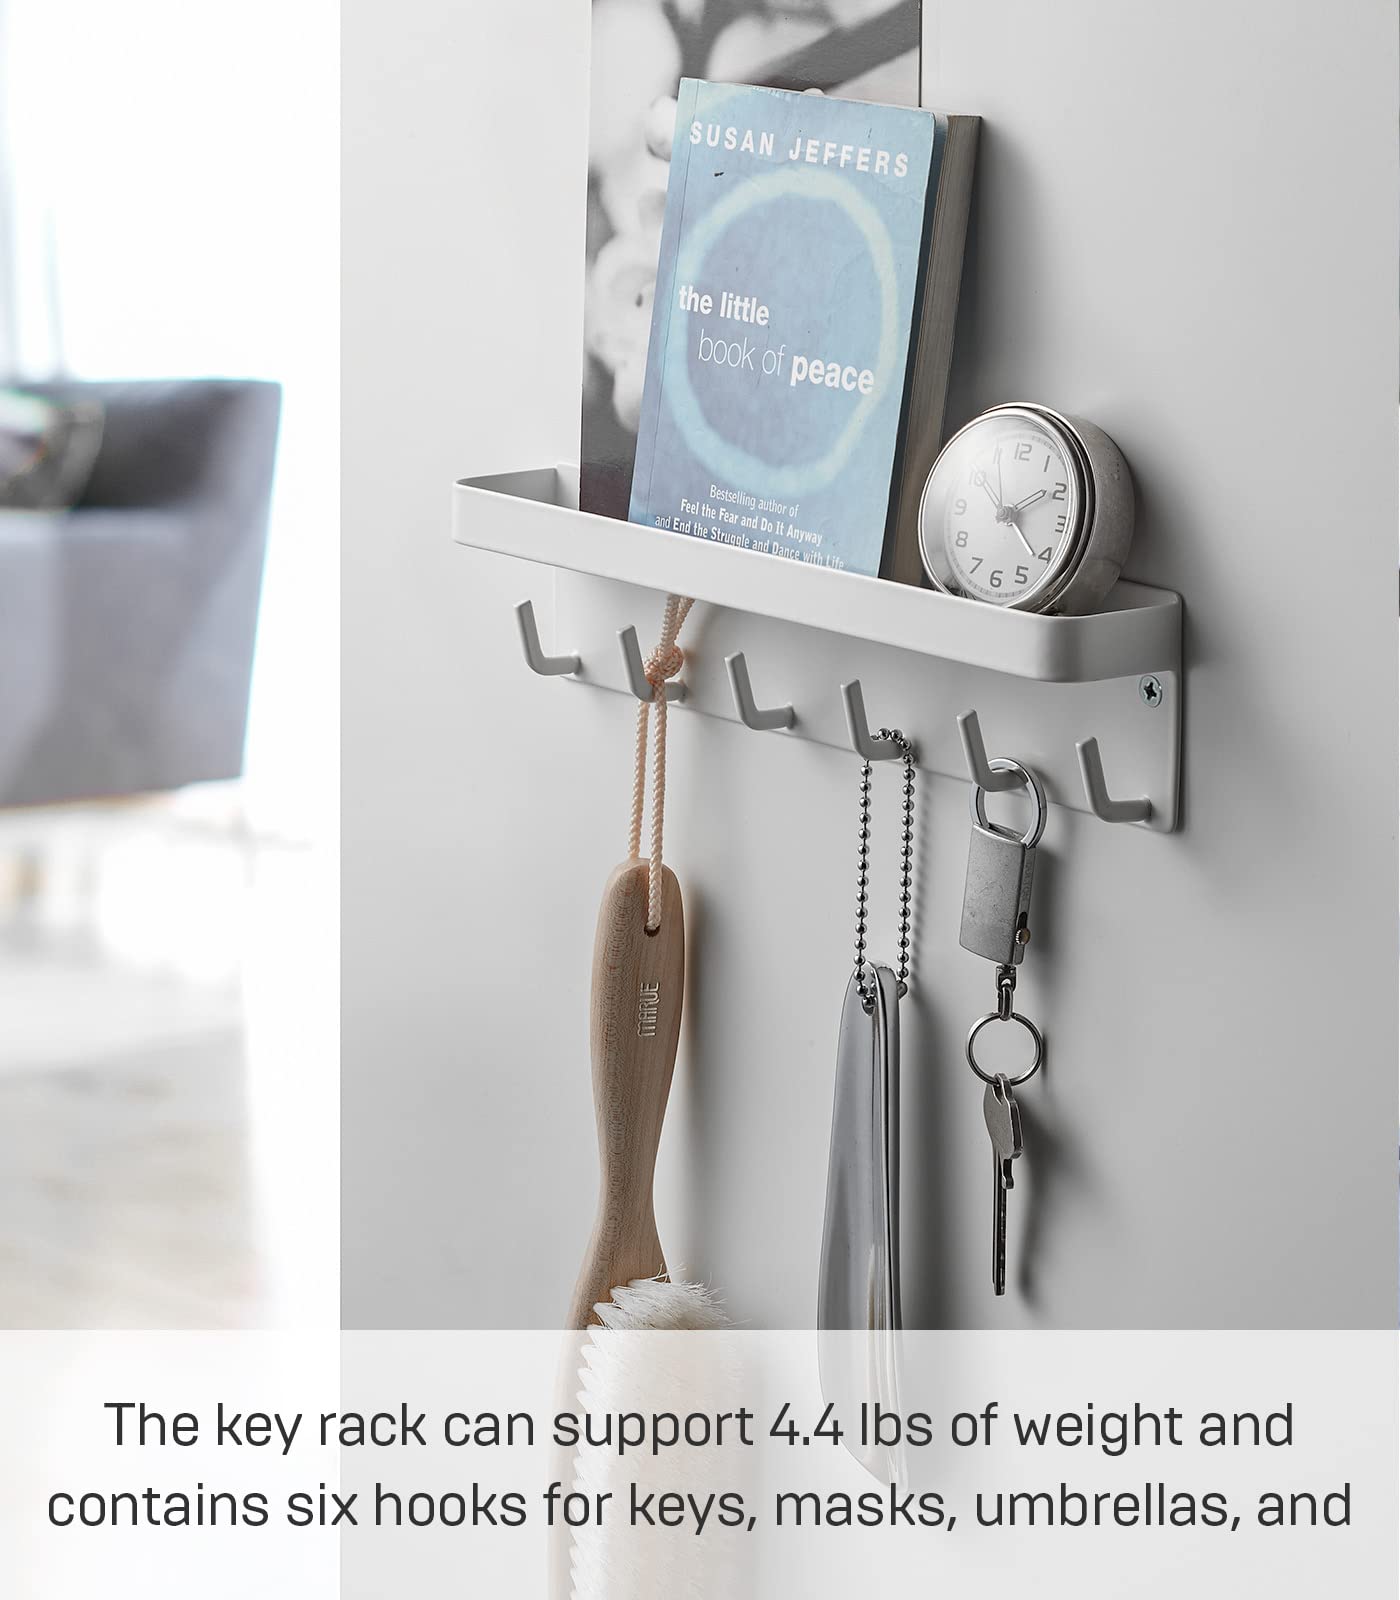 SUSAN JEFFERS
the little
book of peace
Bestselling author of
Feel the Fear and Do It Anyway
and End the Struggle and Dance with Life
12
1
2
3
4
5
6
7
8
9
10
MARUE
The key rack can support 4.4 lbs of weight and
contains six hooks for keys, masks, umbrellas, and